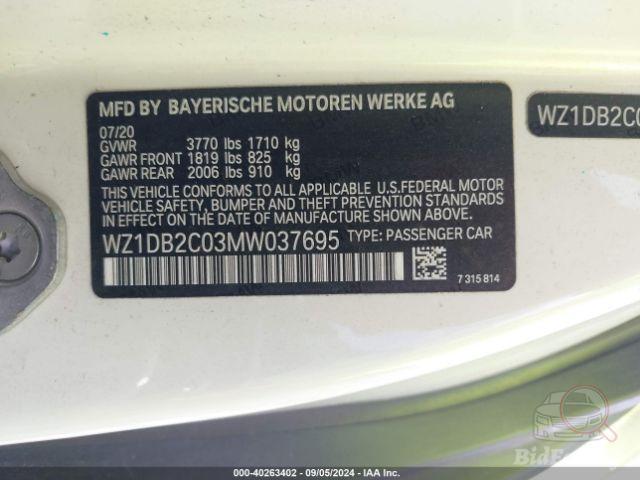 MFD BY BAYERISCHE MOTOREN WERKE AG
07/20
GVWR 3770 lbs 1710 kg
GAWR FRONT 1819 lbs 825 kg
GAWR REAR 2006 lbs 910 kg
THIS VEHICLE CONFORMS TO ALL APPLICABLE U.S.FEDERAL MOTOR
VEHICLE SAFETY, BUMPER AND THEFT PREVENTION STANDARDS
IN EFFECT ON THE DATE OF MANUFACTURE SHOWN ABOVE.
WZ1DB2C03MW037695 TYPE: PASSENGER CAR
7 315 814
WZ1DB2C0
000-40263402 - 09/05/2024 - IAA Inc.